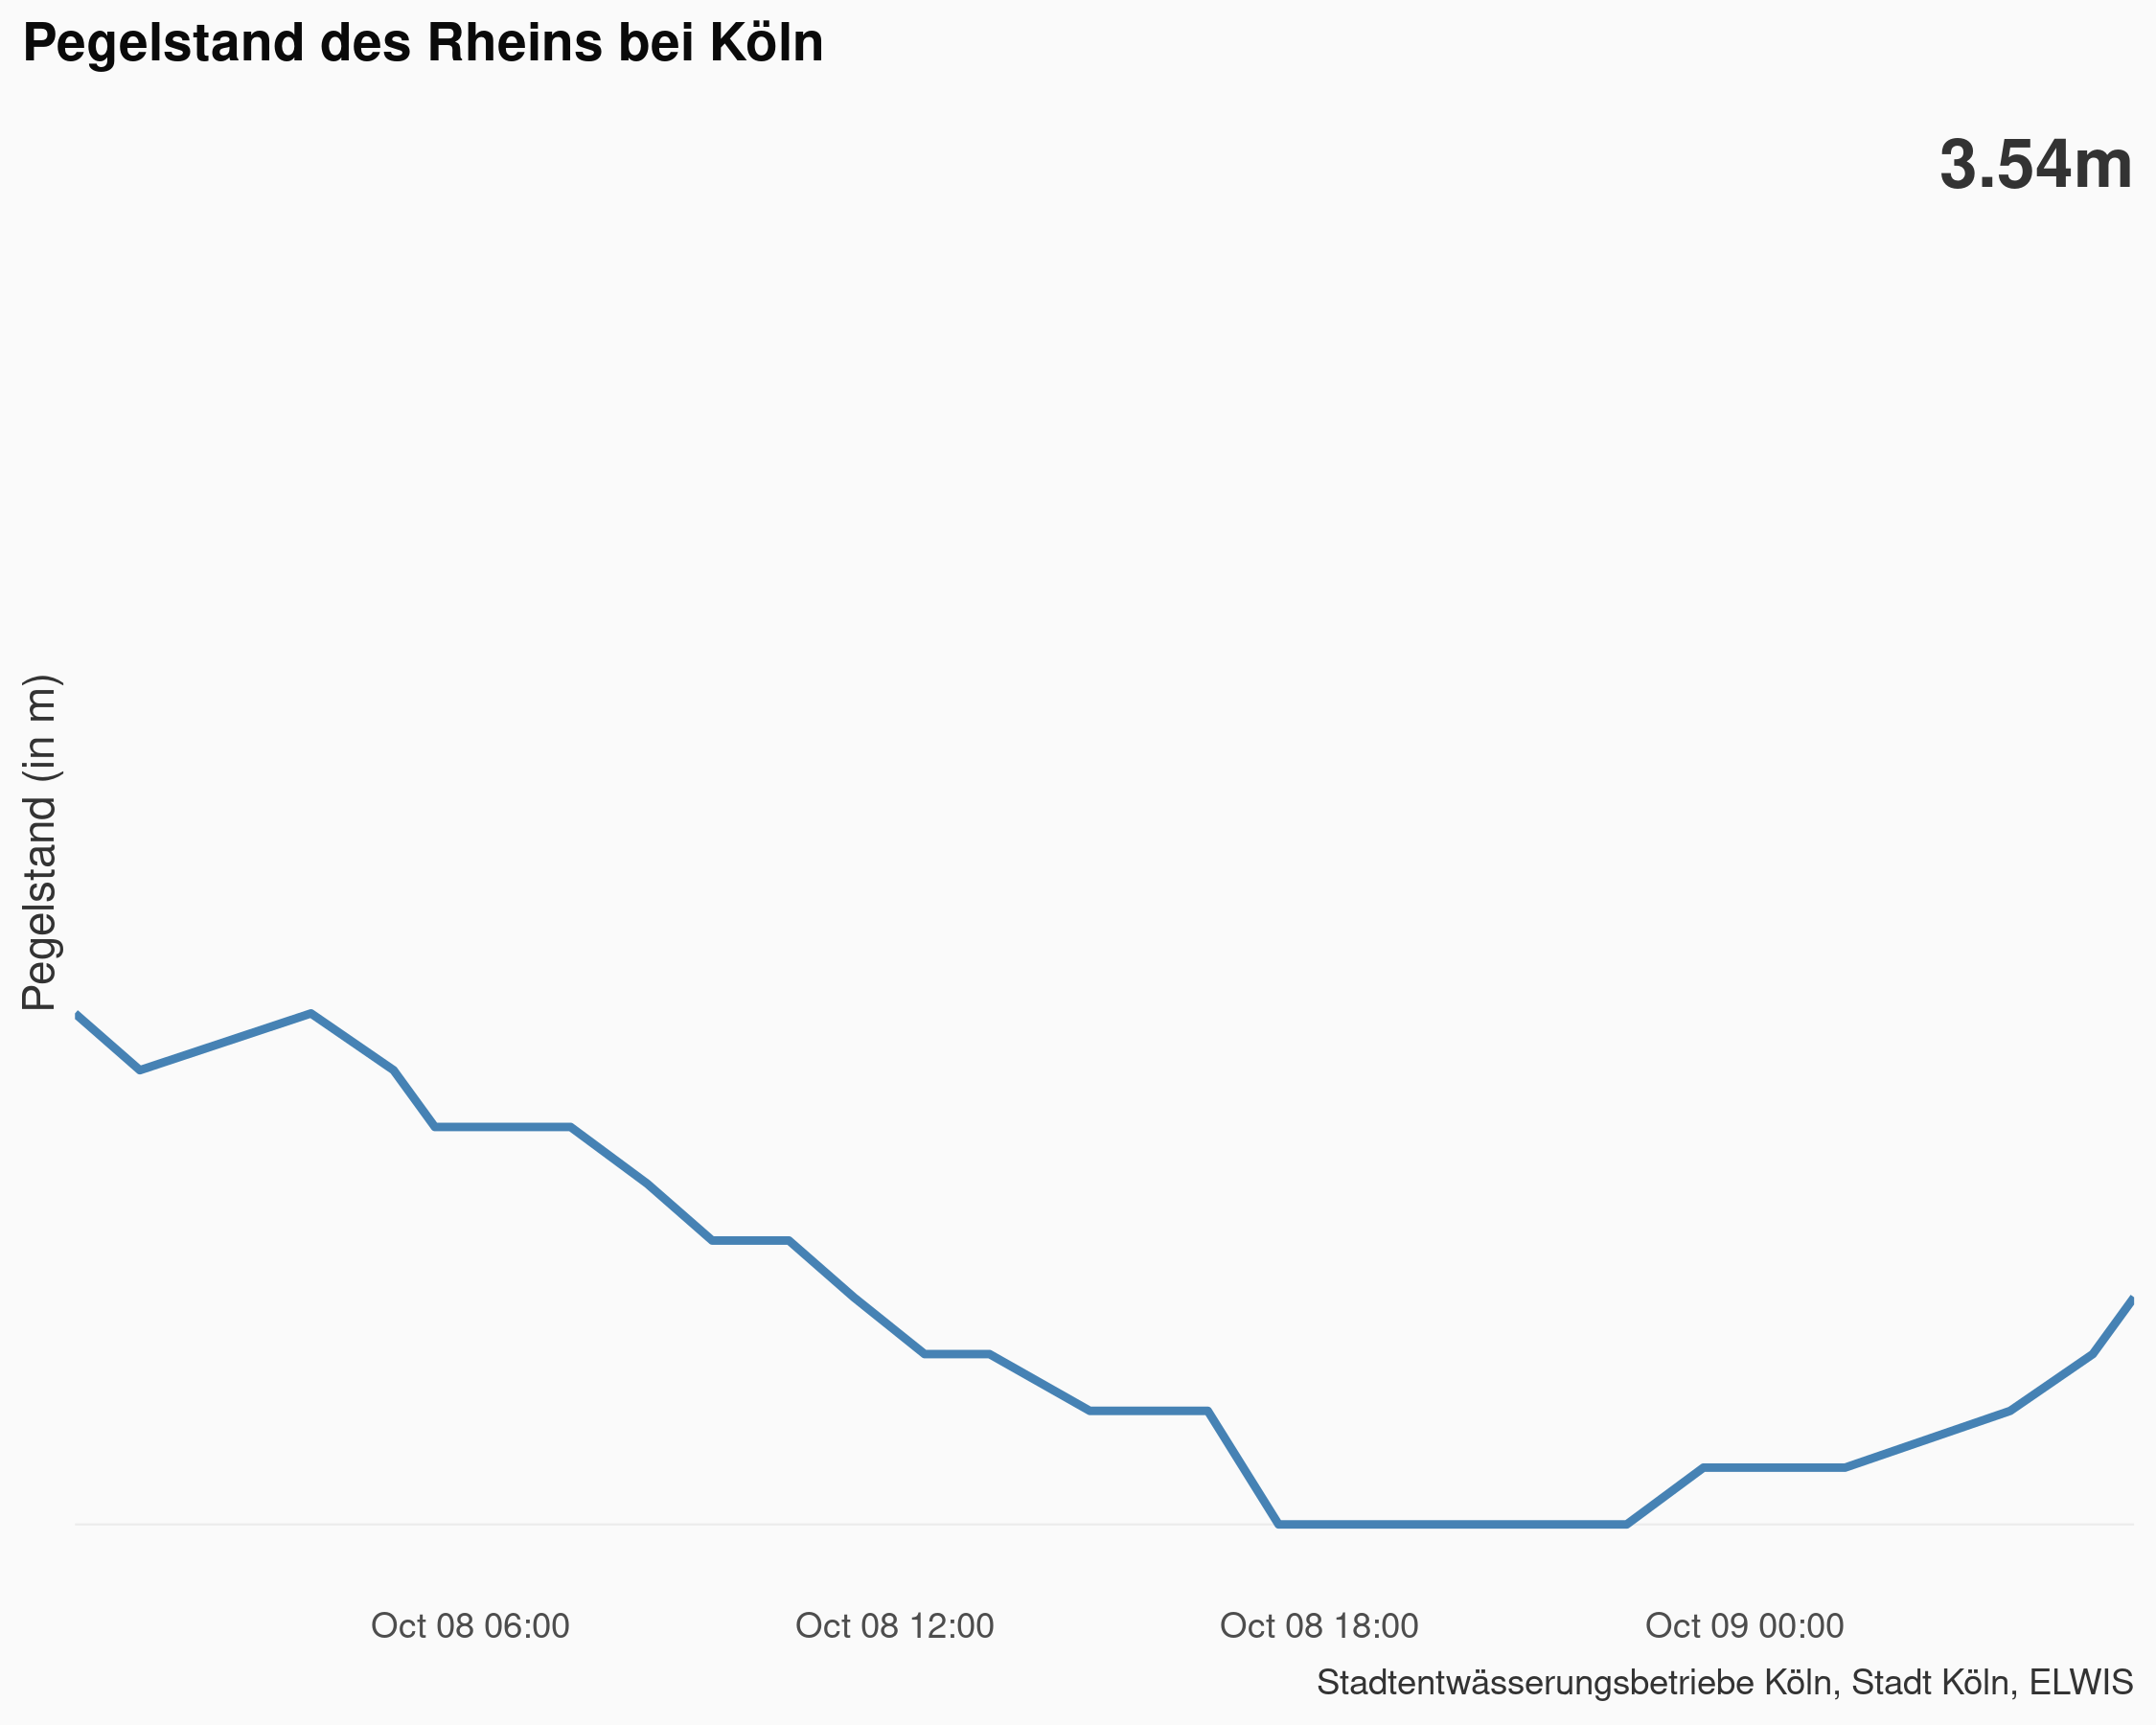 Pegelstand des Rheins bei Köln
3.54m
Pegelstand (in m)
Oct 08 06:00
Oct 08 12:00
Oct 08 18:00
Oct 09 00:00
Stadtentwässerungsbetriebe Köln, Stadt Köln, ELWIS